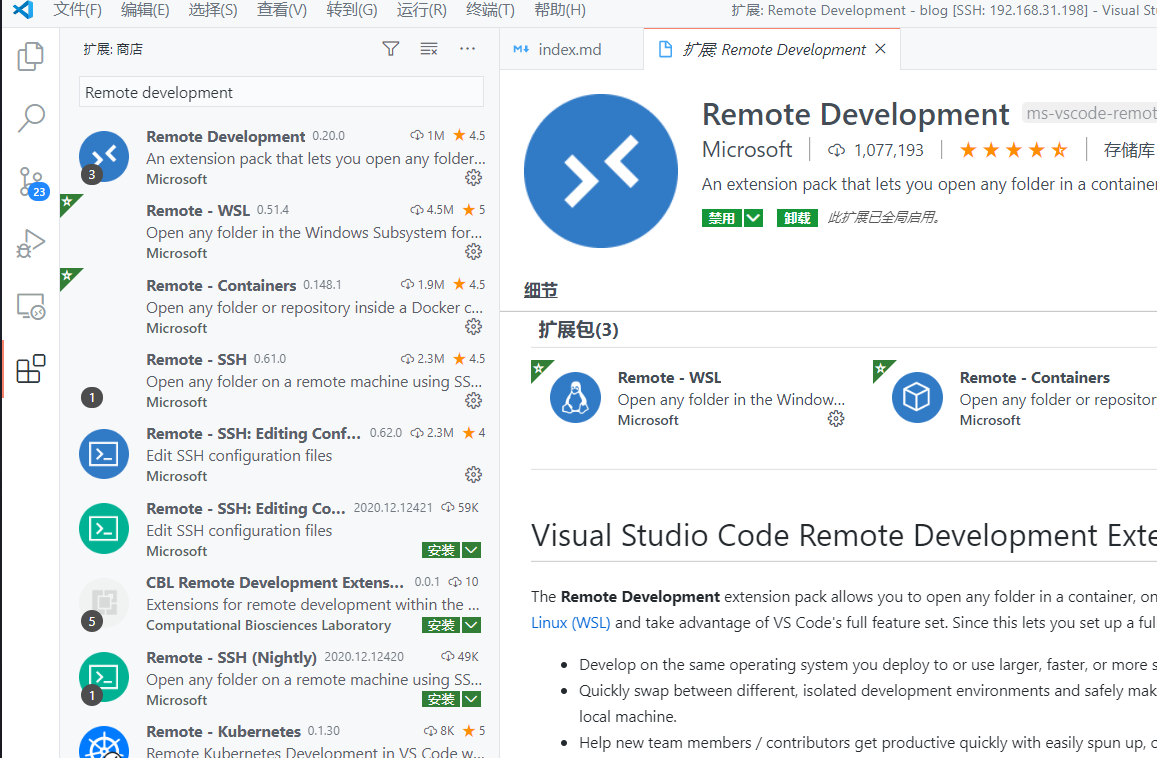 文件(F) 编辑(E) 选择(S) 查看(V) 转到(G) 运行(R) 终端(T) 帮助(H) 扩展: Remote Development - blog [SSH: 192.168.31.198] - Visual Stu
扩展: 商店
Remote development
23
Remote Development 0.20.0 1M 4.5
An extension pack that lets you open any folder...
Microsoft
3
Remote - WSL 0.51.4 4.5M 5
Open any folder in the Windows Subsystem for...
Microsoft
Remote - Containers 0.148.1 1.9M 4.5
Open any folder or repository inside a Docker c...
Microsoft
Remote - SSH 0.61.0 2.3M 4.5
Open any folder on a remote machine using SS...
Microsoft
1
Remote - SSH: Editing Conf... 0.62.0 2.3M 4
Edit SSH configuration files
Microsoft
Remote - SSH: Editing Co... 2020.12.12421 59K
Edit SSH configuration files
Microsoft 安装
CBL Remote Development Extens... 0.0.1 10
Extensions for remote development within the ...
Computational Biosciences Laboratory 安装
5
Remote - SSH (Nightly) 2020.12.12420 49K
Open any folder on a remote machine using SS...
Microsoft 安装
1
Remote - Kubernetes 0.1.30 8K 5
Remote Kubernetes Development in VS Code w...
index.md
扩展 Remote Development
Remote Development ms-vscode-remot
Microsoft 1,077,193 存储库
An extension pack that lets you open any folder in a container
禁用 卸载 此扩展已全局启用。
细节
扩展包(3)
Remote - WSL
Open any folder in the Window...
Microsoft
Remote - Containers
Open any folder or repositor
Microsoft
Visual Studio Code Remote Development Exte
The Remote Development extension pack allows you to open any folder in a container, on
Linux (WSL) and take advantage of VS Code's full feature set. Since this lets you set up a full
Develop on the same operating system you deploy to or use larger, faster, or more s
Quickly swap between different, isolated development environments and safely mak
local machine.
Help new team members / contributors get productive quickly with easily spun up, c